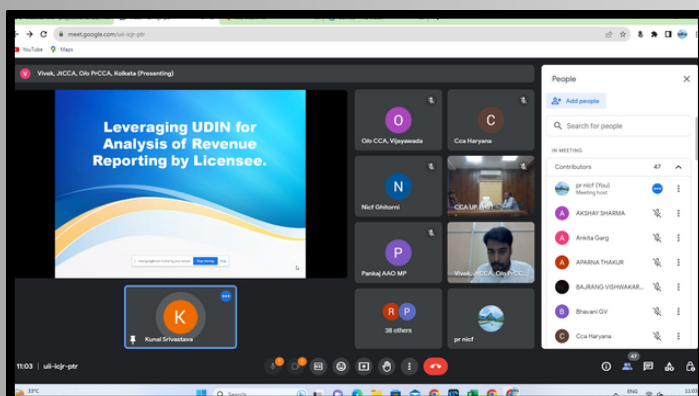 meet.google.com/uii-icjr-ptr
YouTube
Maps
V
Vivek, JtCCA, O/o PrCCA, Kolkata (Presenting)
Leveraging UDIN for
Analysis of Revenue
Reporting by Licensee.
Stop sharing
Hide
K
Kunal Srivastava
O
O/o CCA, Vijayawada
C
Cca Haryana
N
Nicf Ghitorni
CCA UP
P
Pankaj AAO MP
Vivek, JtCCA, O/o PrCC...
R P
38 others
pr nicf
People
Add people
Search for people
IN MEETING
Contributors
47
pr nicf (You)
Meeting host
A
AKSHAY SHARMA
A
Ankita Garg
A
APARNA THAKUR
BAJRANG VISHWAKAR...
B
Bhavani GV
C
Cca Haryana
11:03 | uii-icjr-ptr
47
33°C
Search
ENG
11:03